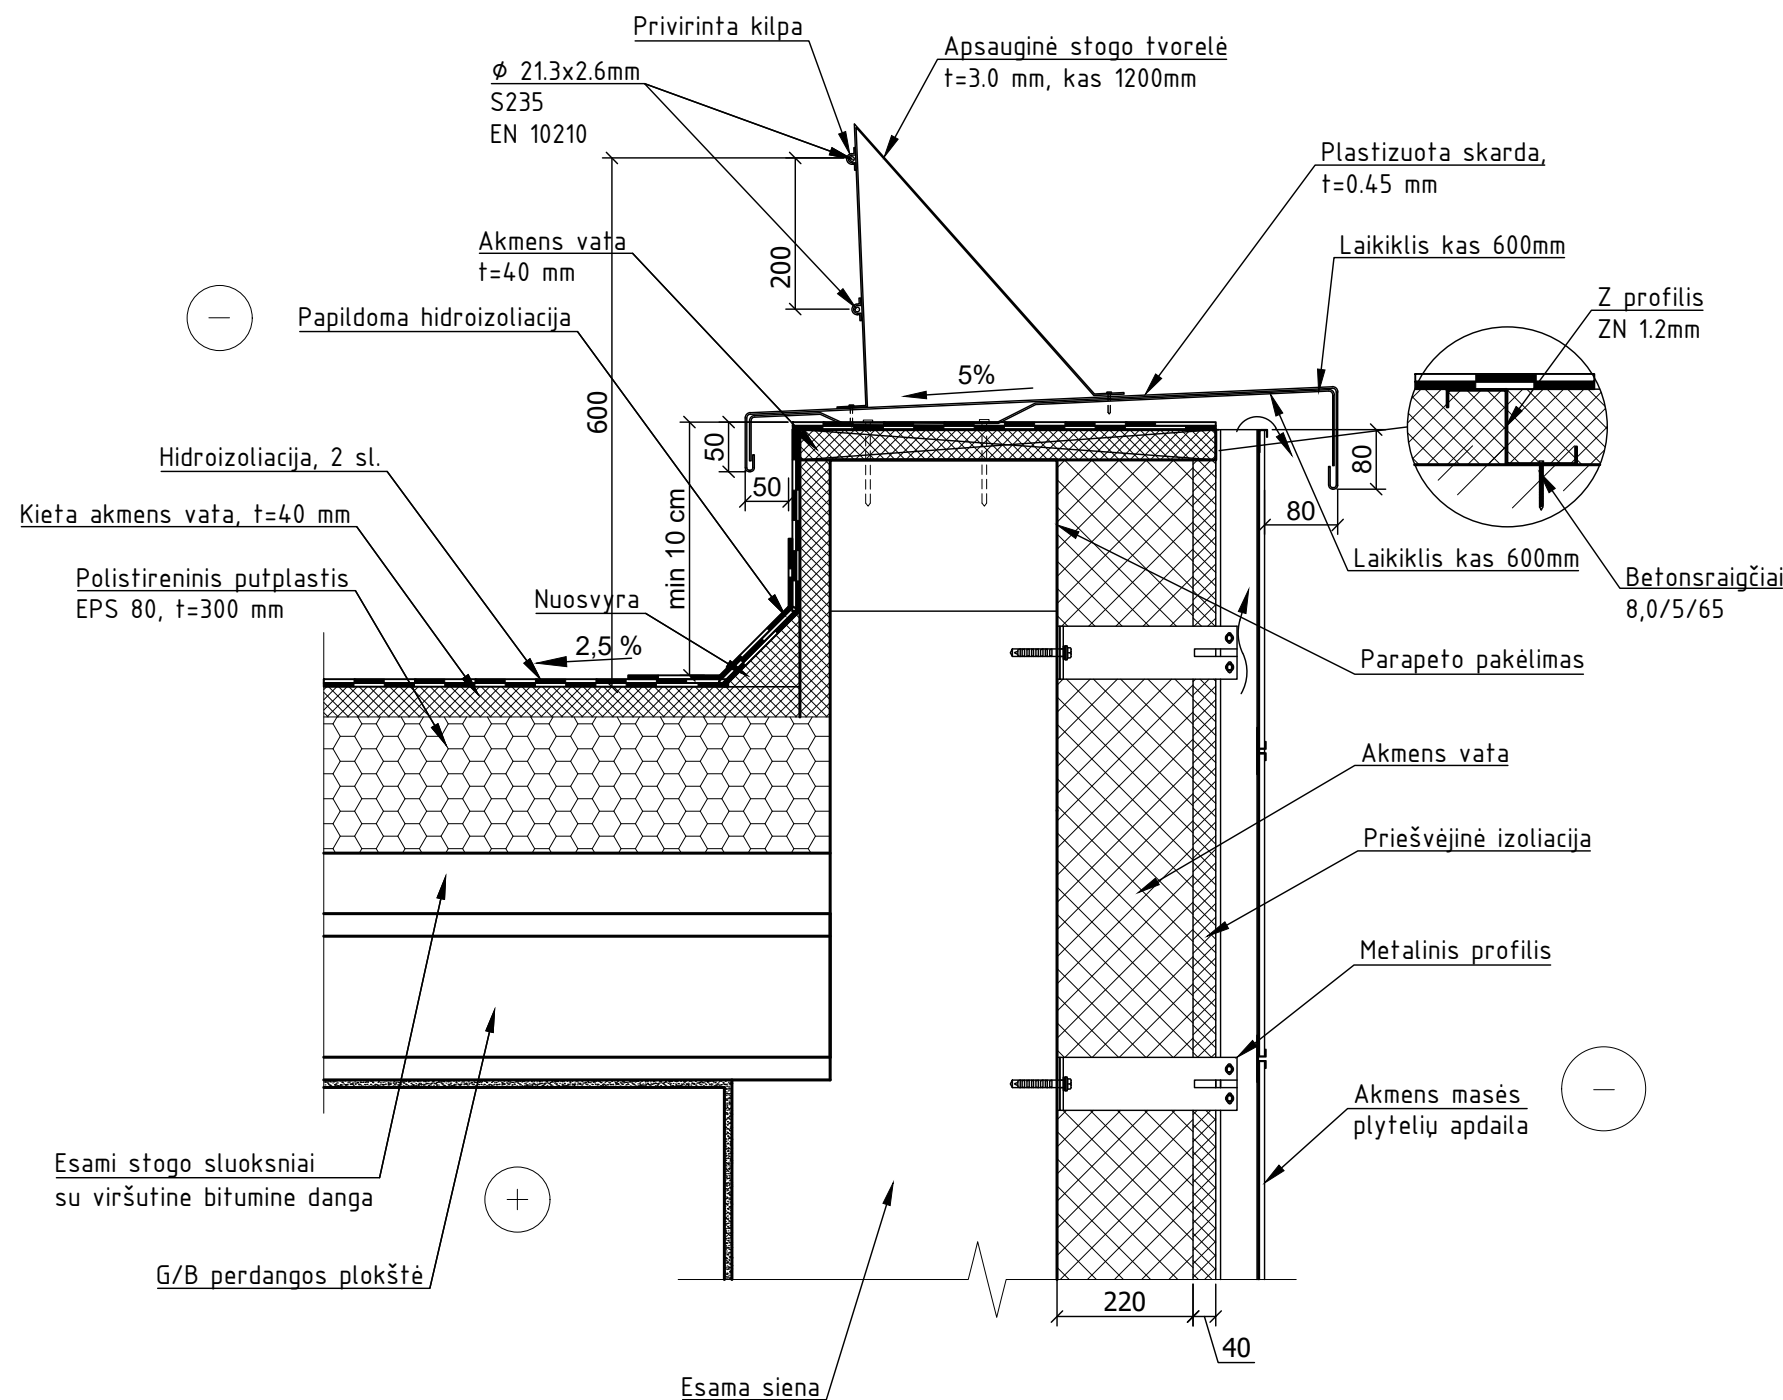 Privirinta kilpa
Apsauginė stogo tvorelė
t=3.0 mm, kas 1200mm
Φ 21.3x2.6mm
S235
EN 10210
Plastizuota skarda,
t=0.45 mm
Akmens vata
t=40 mm
Laikiklis kas 600mm
Z profilis
ZN 1.2mm
Papildoma hidroizoliacija
200
600
5%
Hidroizoliacija, 2 sl.
50
50
80
80
min 10 cm
Kieta akmens vata, t=40 mm
Polistireninis putplastis
EPS 80, t=300 mm
Nuosvyra
2,5 %
Laikiklis kas 600mm
Betonsraigčiai
8,0/5/65
Parapeto pakėlimas
Akmens vata
Priešvėjinė izoliacija
Metalinis profilis
Akmens masės
plytelių apdaila
Esami stogo sluoksniai
su viršutine bitumine danga
G/B perdangos plokštė
220
40
Esama siena